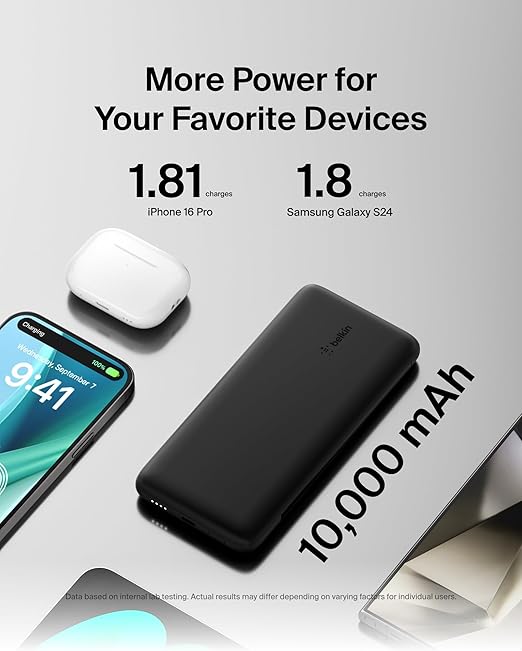 More Power for
Your Favorite Devices
1.81 charges
iPhone 16 Pro
1.8 charges
Samsung Galaxy S24
Charging
100%
Wednesday, September 7
9:41
belkin
10,000 mAh
Data based on internal lab testing. Actual results may differ depending on varying factors for individual users.